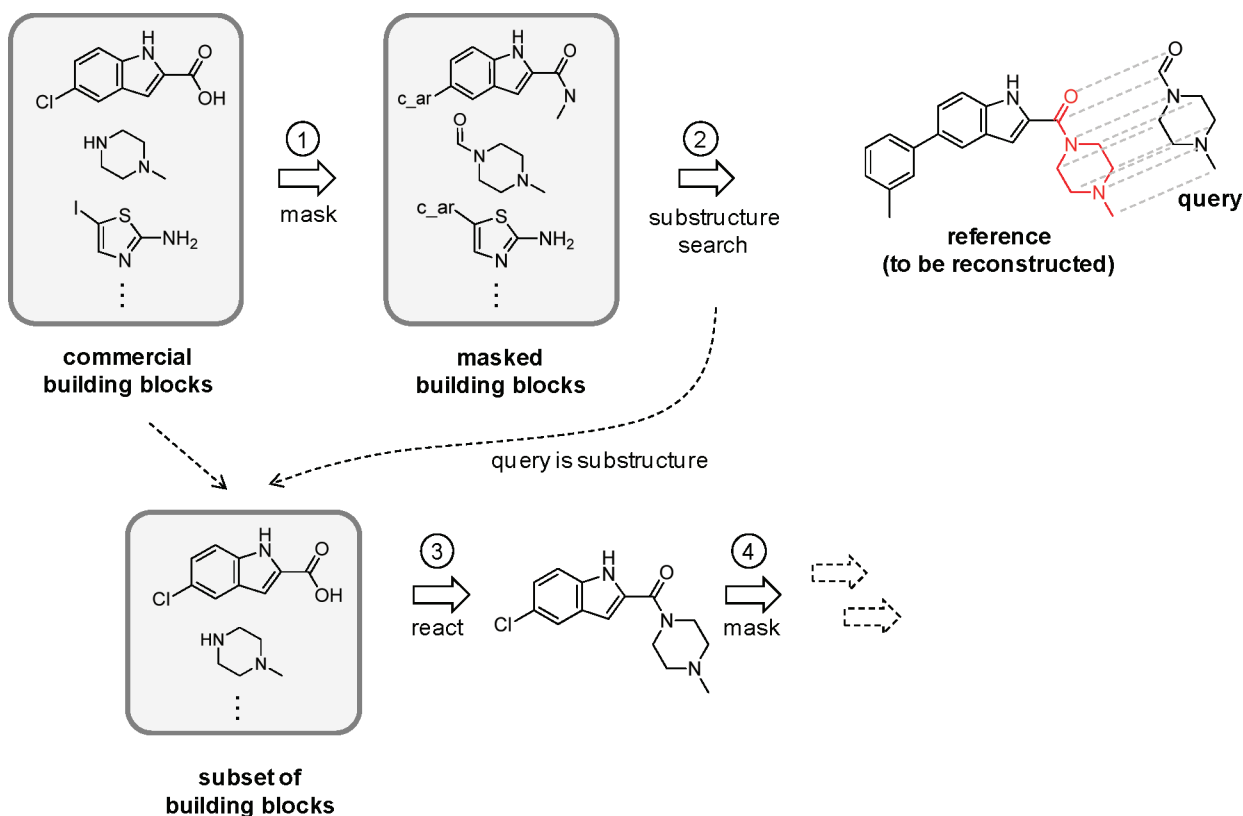 H
N
O
OH
Cl
HN
N
I
S
N
NH2
⋮
commercial
building blocks
1
mask
H
N
O
N
c_ar
O
N
N
c_ar
S
N
NH2
⋮
masked
building blocks
2
substructure
search
H
N
O
N
N
reference
(to be reconstructed)
O
N
N
query
query is substructure
H
N
O
OH
Cl
HN
N
⋮
subset of
building blocks
3
react
H
N
O
Cl
N
N
4
mask